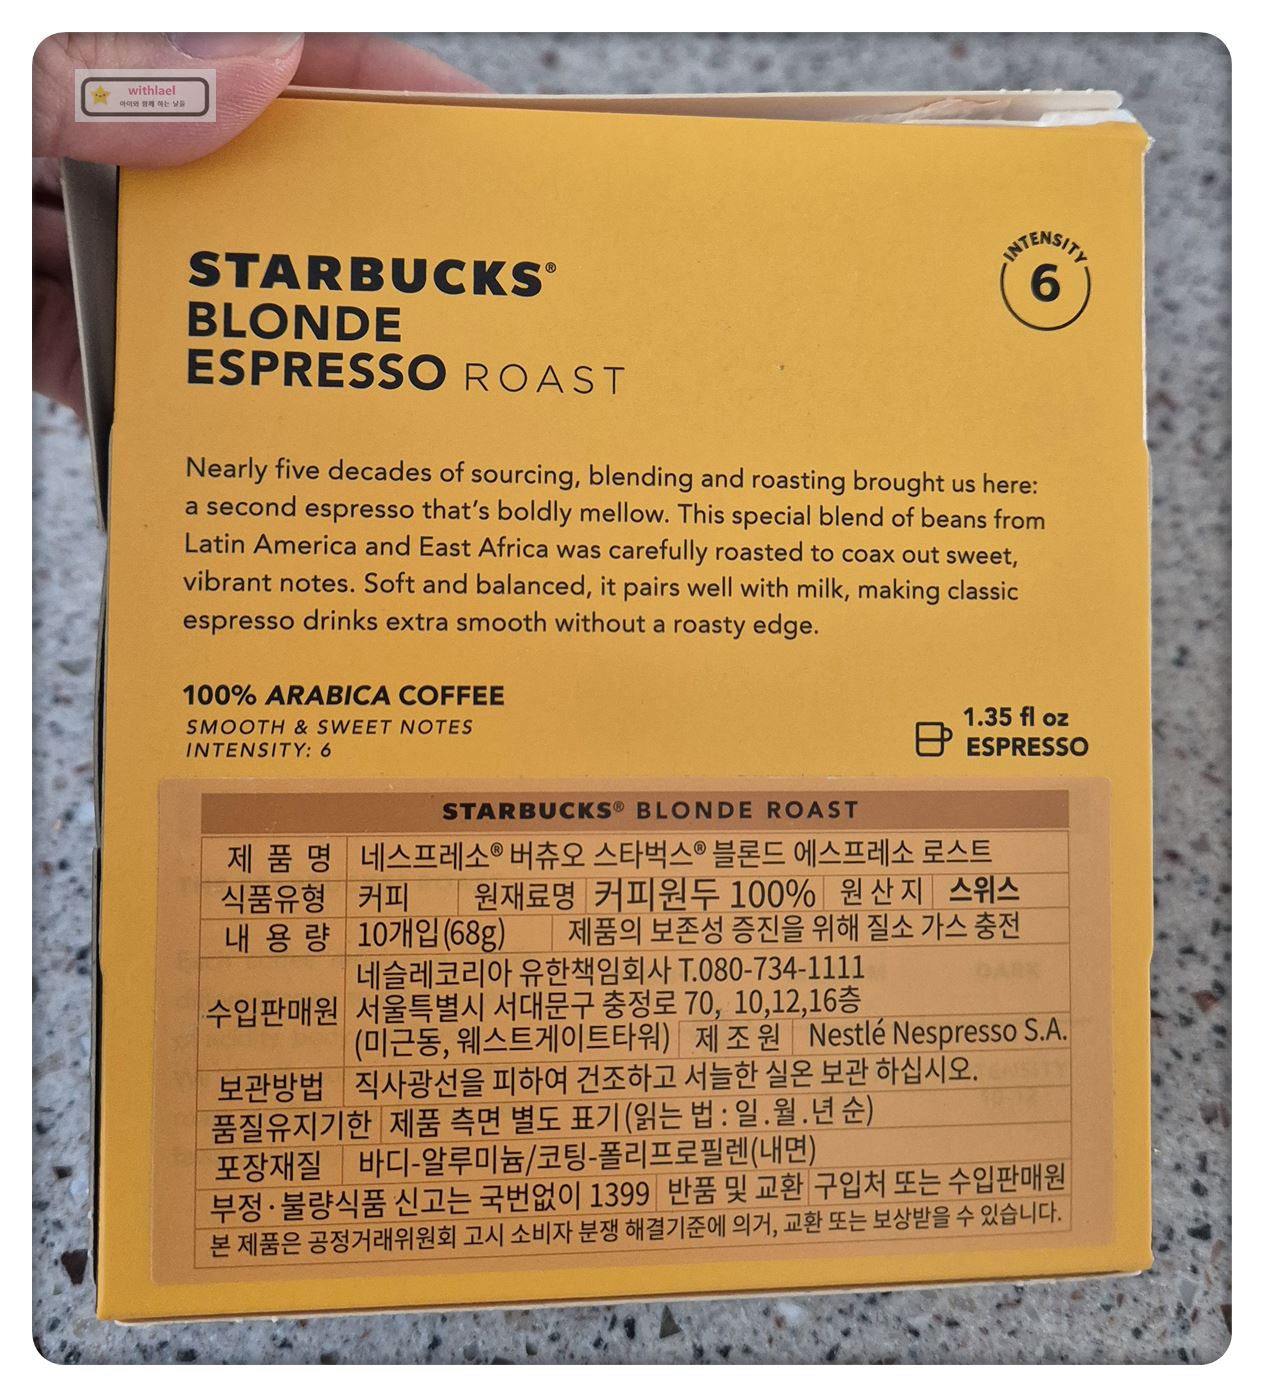 withlael
아이와 함께 하는 날들
STARBUCKS®
BLONDE
ESPRESSO ROAST
INTENSITY
6
Nearly five decades of sourcing, blending and roasting brought us here:
a second espresso that's boldly mellow. This special blend of beans from
Latin America and East Africa was carefully roasted to coax out sweet,
vibrant notes. Soft and balanced, it pairs well with milk, making classic
espresso drinks extra smooth without a roasty edge.
100% ARABICA COFFEE
SMOOTH & SWEET NOTES
INTENSITY: 6
1.35 fl oz
ESPRESSO
STARBUCKS® BLONDE ROAST
제 품 명 네스프레소® 버츄오 스타벅스® 블론드 에스프레소 로스트
식품유형 커피 원재료명 커피원두 100% 원 산 지 스위스
내 용 량 10개입(68g) 제품의 보존성 증진을 위해 질소 가스 충전
수입판매원 네슬레코리아 유한책임회사 T.080-734-1111
서울특별시 서대문구 충정로 70, 10,12,16층
(미근동, 웨스트게이트타워) 제 조 원 Nestlé Nespresso S.A.
보관방법 직사광선을 피하여 건조하고 서늘한 실온 보관 하십시오.
품질유지기한 제품 측면 별도 표기(읽는 법 : 일.월.년 순)
포장재질 바디-알루미늄/코팅-폴리프로필렌(내면)
부정·불량식품 신고는 국번없이 1399 반품 및 교환 구입처 또는 수입판매원
본 제품은 공정거래위원회 고시 소비자 분쟁 해결기준에 의거, 교환 또는 보상받을 수 있습니다.